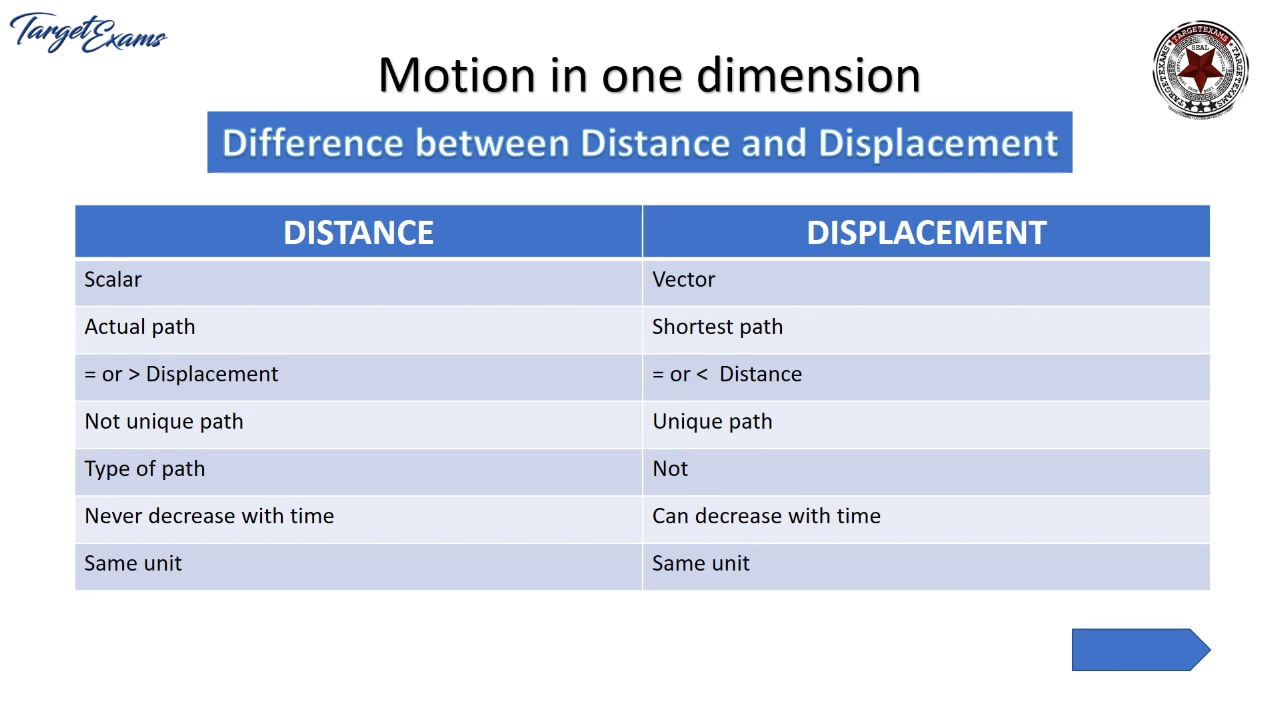 TargetExams
TARGETEXAMS
SEAL
Motion in one dimension
Difference between Distance and Displacement
DISTANCE DISPLACEMENT
Scalar Vector
Actual path Shortest path
= or > Displacement = or < Distance
Not unique path Unique path
Type of path Not
Never decrease with time Can decrease with time
Same unit Same unit